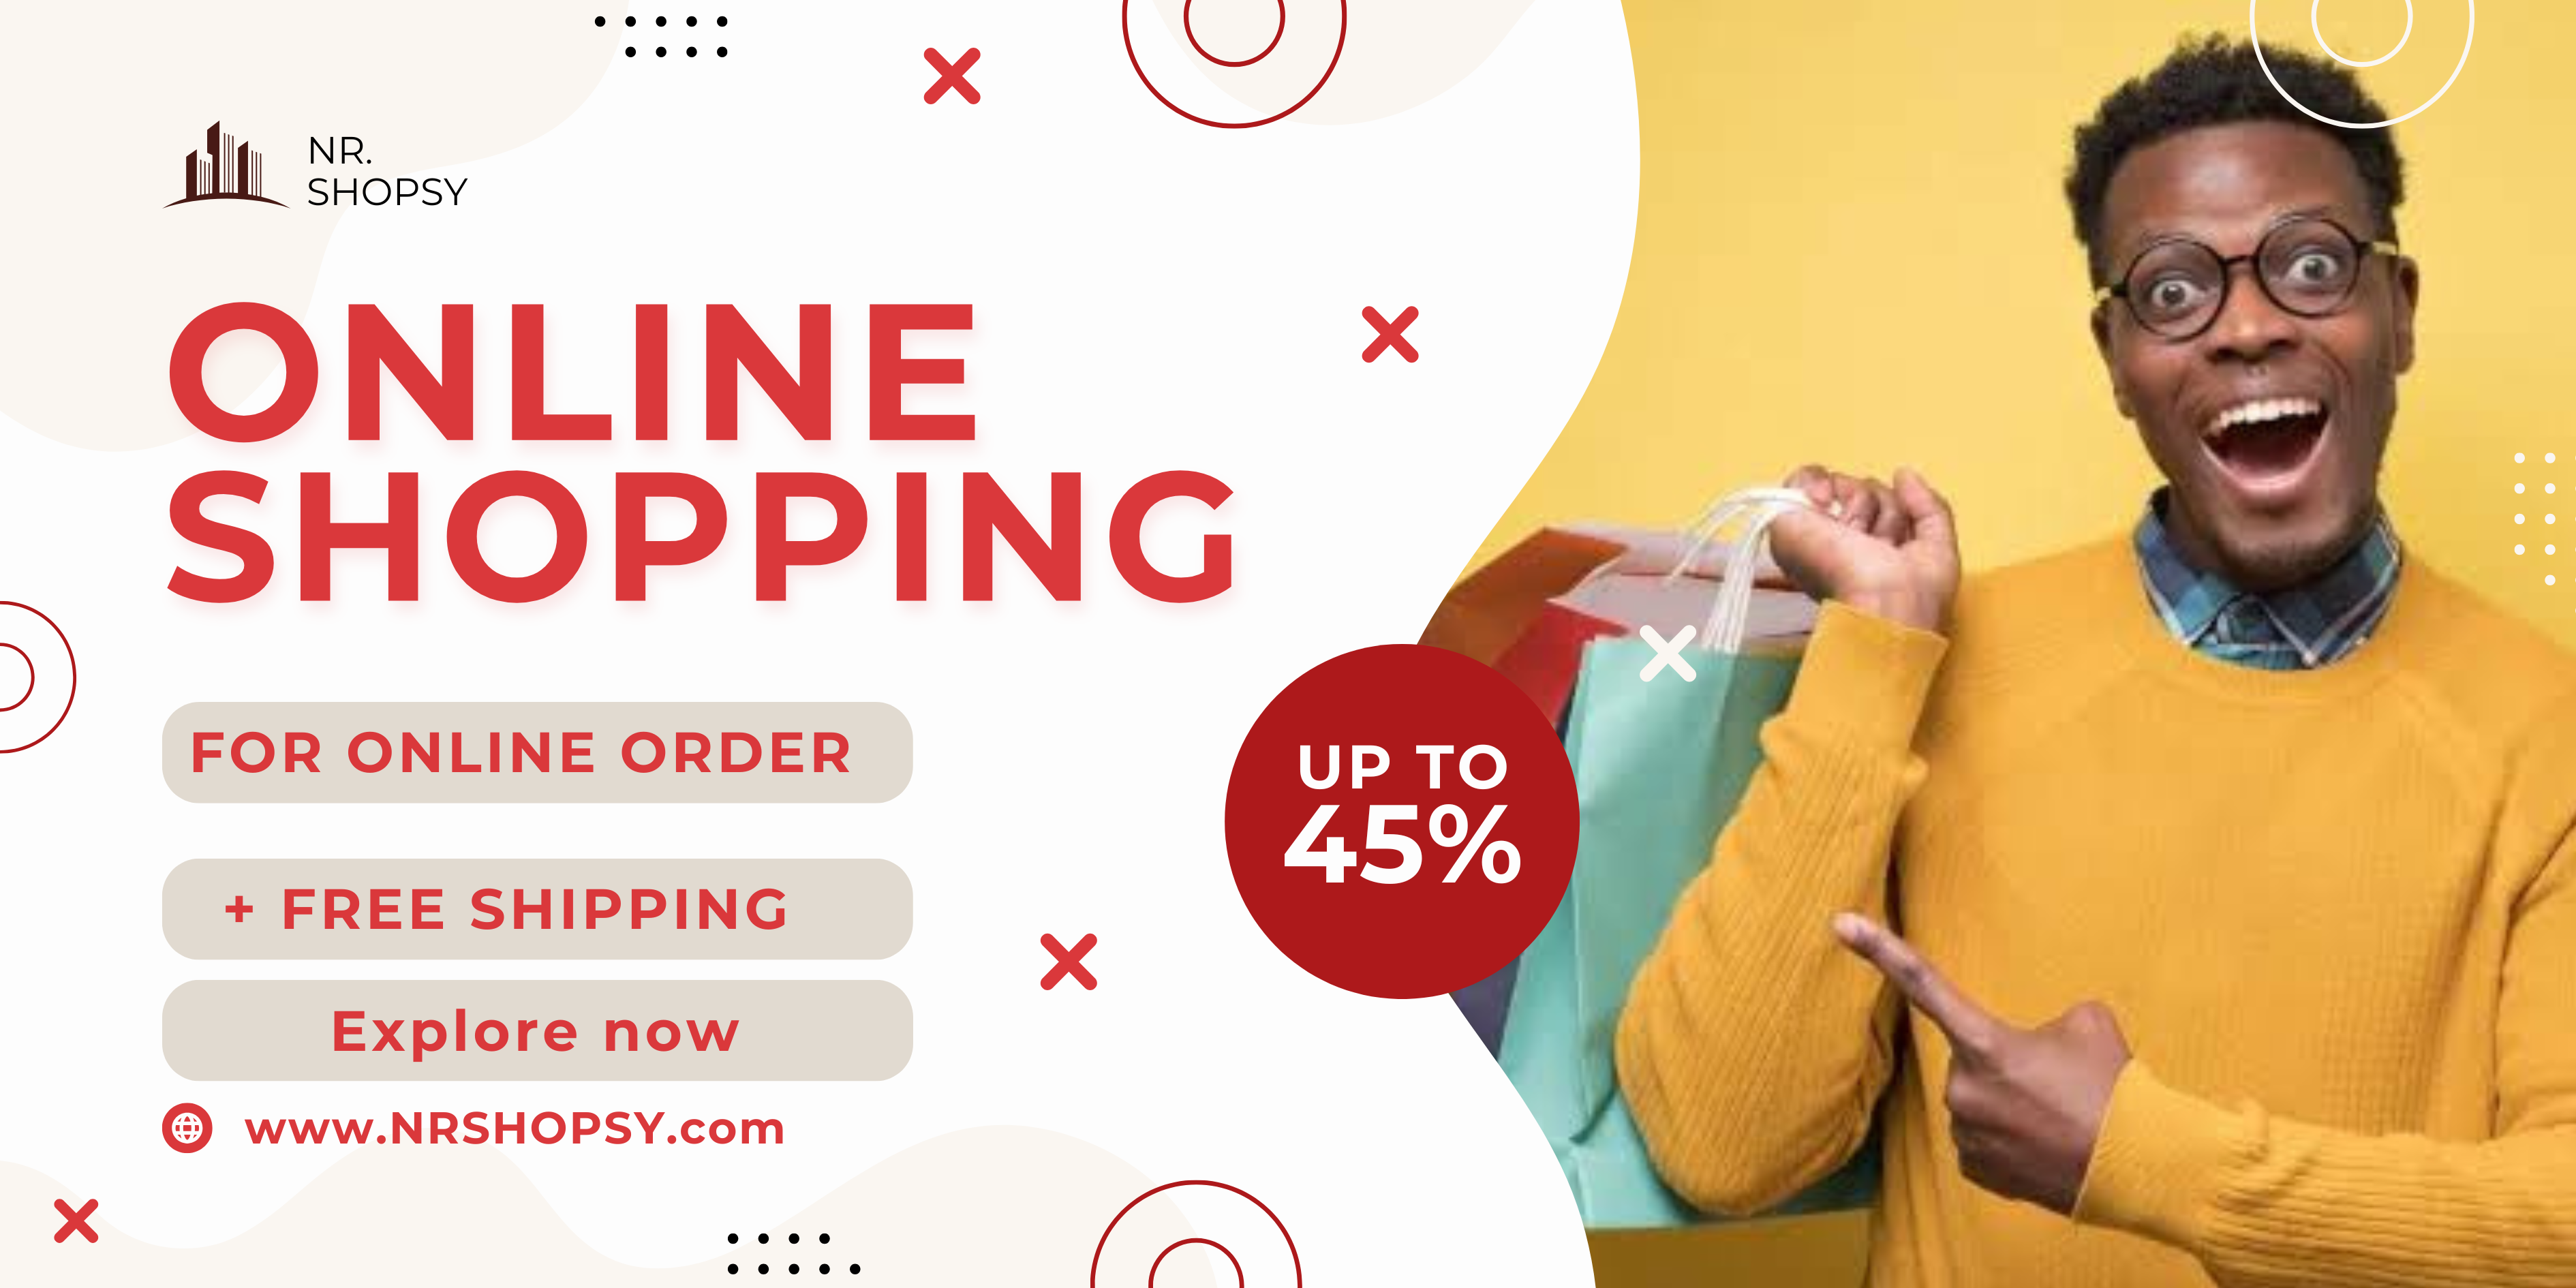 NR.
SHOPSY
ONLINE
SHOPPING
FOR ONLINE ORDER
+ FREE SHIPPING
Explore now
www.NRSHOPSY.com
UP TO
45%